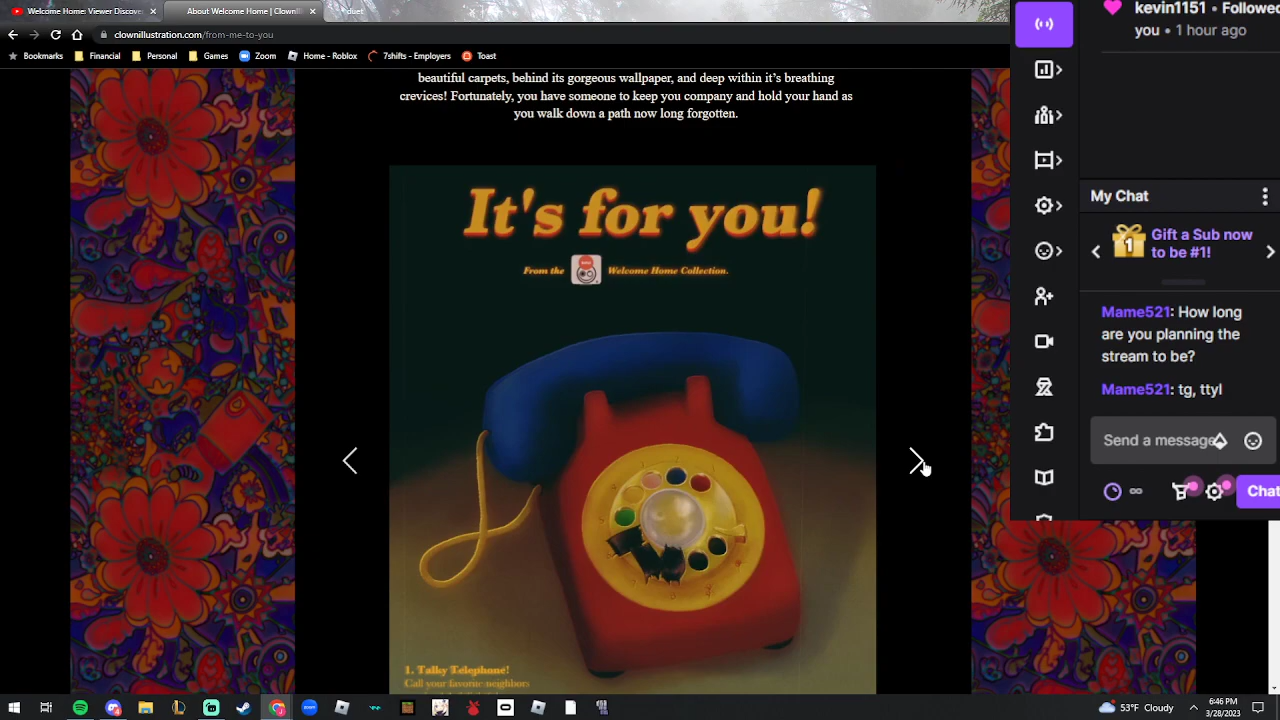 Welcome Home Viewer Discov
About Welcome Home | Clownill
duet
clownillustration.com/from-me-to-you
Bookmarks Financial Personal Games Zoom Home - Roblox 7shifts - Employers Toast
beautiful carpets, behind its gorgeous wallpaper, and deep within it's breathing
crevices! Fortunately, you have someone to keep you company and hold your hand as
you walk down a path now long forgotten.
It's for you!
From the Welcome Home Collection.
1. Talky Telephone!
Call your favorite neighbors
kevin1151 • Followed
you • 1 hour ago
My Chat
1
Gift a Sub now
to be #1!
Mame521: How long
are you planning the
stream to be?
Mame521: tg, ttyl
Send a message
Chat
53°F Cloudy
6:46 PM
3/28/2023